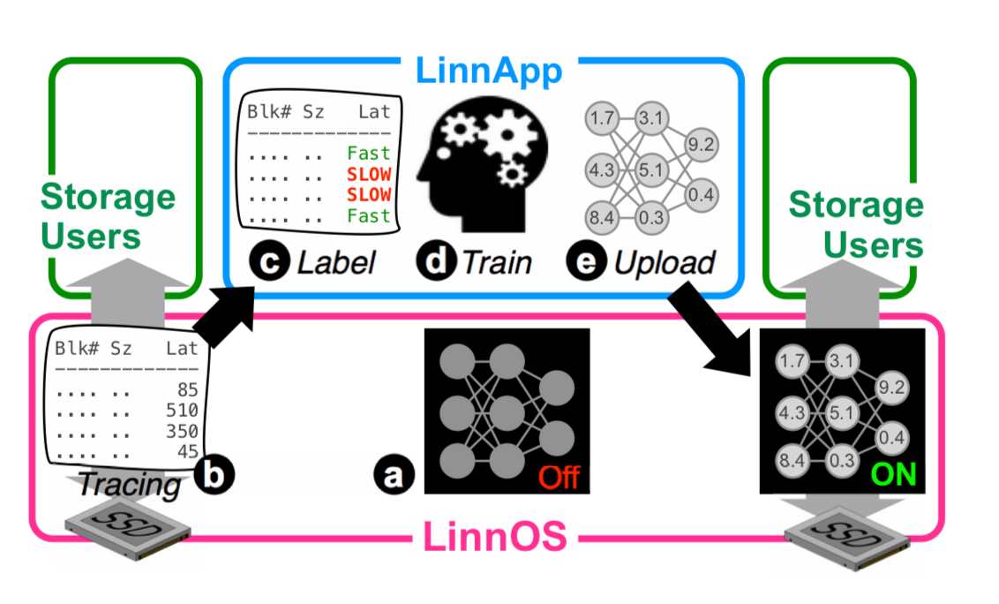 LinnApp
Blk# Sz Lat
-------------
.... .. Fast
.... .. SLOW
.... .. SLOW
.... .. Fast
c Label
d Train
1.7 3.1
9.2
4.3 5.1
0.4
8.4 0.3
e Upload
Storage
Users
Storage
Users
Blk# Sz Lat
-------------
.... .. 85
.... .. 510
.... .. 350
.... .. 45
Tracing b
a
Off
1.7 3.1
9.2
4.3 5.1
0.4
8.4 0.3
ON
SSD
LinnOS
SSD